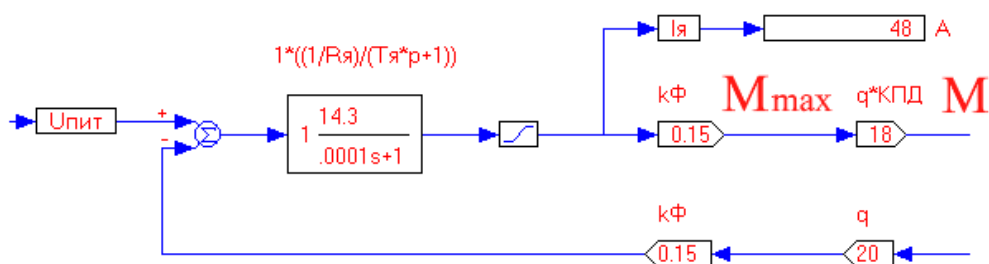 Iя
48
А
1*((1/Rя)/(Tя*p+1))
kФ
Mmax
q*КПД
M
Uпит
+
-
Σ
1
14.3
.0001s+1
0.15
18
kФ
q
0.15
20